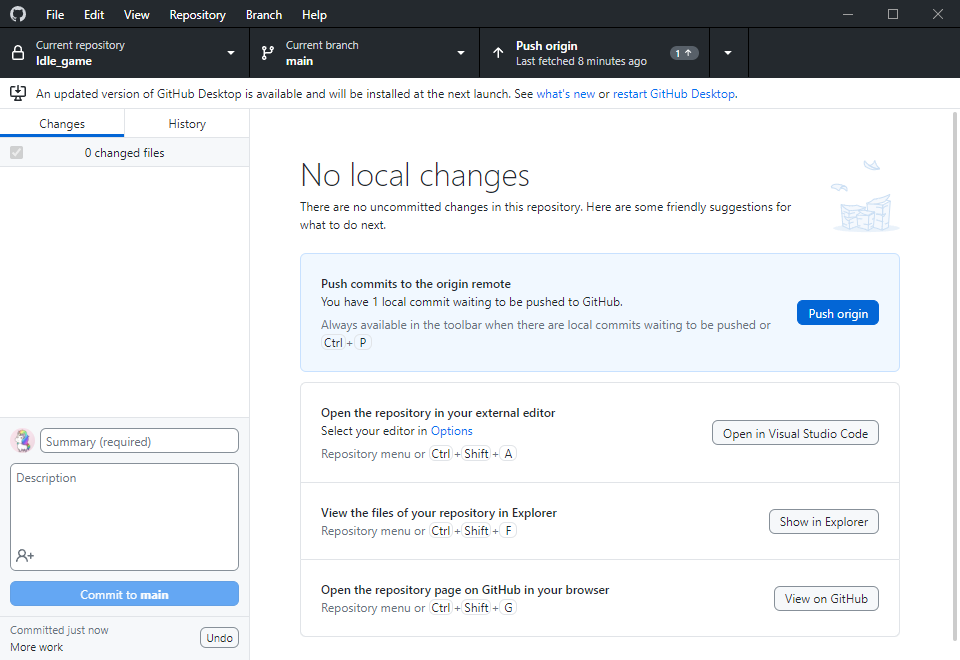 File Edit View Repository Branch Help
Current repository
Idle_game
Current branch
main
Push origin
Last fetched 8 minutes ago
1
An updated version of GitHub Desktop is available and will be installed at the next launch. See what's new or restart GitHub Desktop.
Changes History
0 changed files
No local changes
There are no uncommitted changes in this repository. Here are some friendly suggestions for
what to do next.
Push commits to the origin remote
You have 1 local commit waiting to be pushed to GitHub.
Always available in the toolbar when there are local commits waiting to be pushed or
Ctrl + P
Push origin
Open the repository in your external editor
Select your editor in Options
Repository menu or Ctrl + Shift + A
Open in Visual Studio Code
View the files of your repository in Explorer
Repository menu or Ctrl + Shift + F
Show in Explorer
Open the repository page on GitHub in your browser
Repository menu or Ctrl + Shift + G
View on GitHub
Summary (required)
Description
Commit to main
Committed just now
More work
Undo